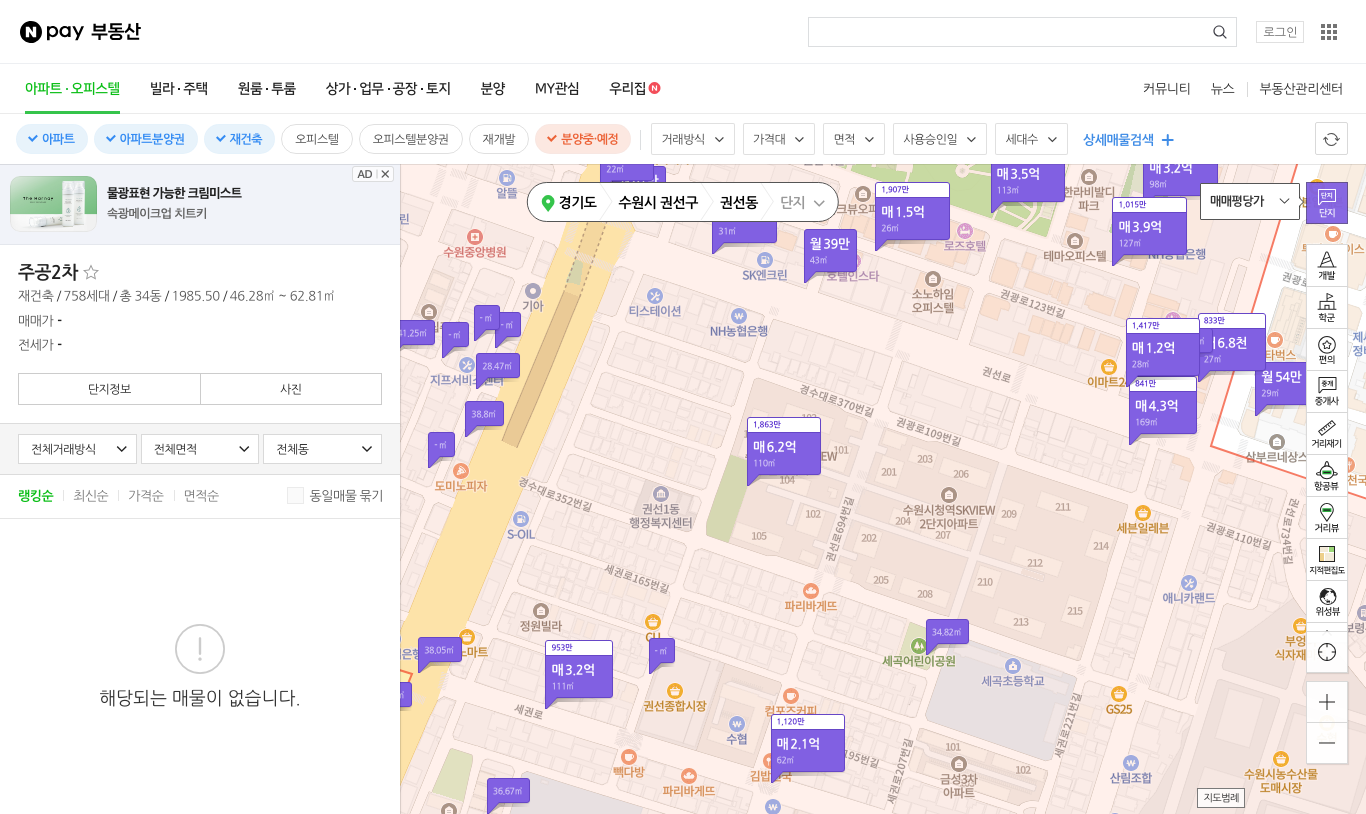 N pay 부동산
로그인
아파트·오피스텔 빌라·주택 원룸·투룸 상가·업무·공장·토지 분양 MY관심 우리집 N 커뮤니티 뉴스 부동산관리센터
아파트 아파트분양권 재건축 오피스텔 오피스텔분양권 재개발 분양중·예정 거래방식 가격대 면적 사용승인일 세대수 상세매물검색
AD
물광표현 가능한 크림미스트
속광메이크업 치트키
주공2차
재건축 / 758세대 / 총 34동 / 1985.50 / 46.28㎡ ~ 62.81㎡
매매가 -
전세가 -
단지정보 사진
전체거래방식 전체면적 전체동
랭킹순 최신순 가격순 면적순 동일매물 묶기
해당되는 매물이 없습니다.
경기도 수원시 권선구 권선동 단지
매매평당가
단지
단지
개발
학군
편의
중개
중개사
거리재기
항공뷰
거리뷰
지적편집도
위성뷰
지도범례
22㎡
알뜰
수원중앙병원
기아
티스테이션
NH농협은행
31㎡
SK엔크린
월 39만
43㎡
호텔인스타
1,907만
매 1.5억
26㎡
로즈호텔
매 3.5억
113㎡
한라비발디
파크
매 3.2억
98㎡
1,015만
매 3.9억
127㎡
NH농협은행
테마오피스텔
소노하임
오피스텔
권광로123번길
권선로
이마트24
1,417만
매 1.2억
28㎡
833만
6.8천
27㎡
841만
매 4.3억
169㎡
월 54만
29㎡
41.25㎡
- ㎡
- ㎡
- ㎡
28.47㎡
지프서비스센터
38.8㎡
- ㎡
도미노피자
경수대로370번길
권광로109번길
1,863만
매 6.2억
110㎡
104
102
105
103
201
203
206
202
207
205
208
209
211
210
214
215
213
수원시청역SKVIEW
2단지아파트
권선로694번길
경수대로352번길
권선1동
행정복지센터
S-OIL
세권로165번길
세븐일레븐
권광로110번길
권선로734번길
삼부르네상스
애니카랜드
파리바게뜨
정원빌라
CU
- ㎡
38.05㎡
953만
매 3.2억
111㎡
세권로
권선종합시장
34.82㎡
세곡어린이공원
세곡초등학교
컴포즈커피
수협
1,120만
매 2.1억
62㎡
빽다방
파리바게뜨
36.67㎡
세권로207번길
세권로221번길
101
102
금성3차
아파트
GS25
산림조합
수원시농수산물
도매시장